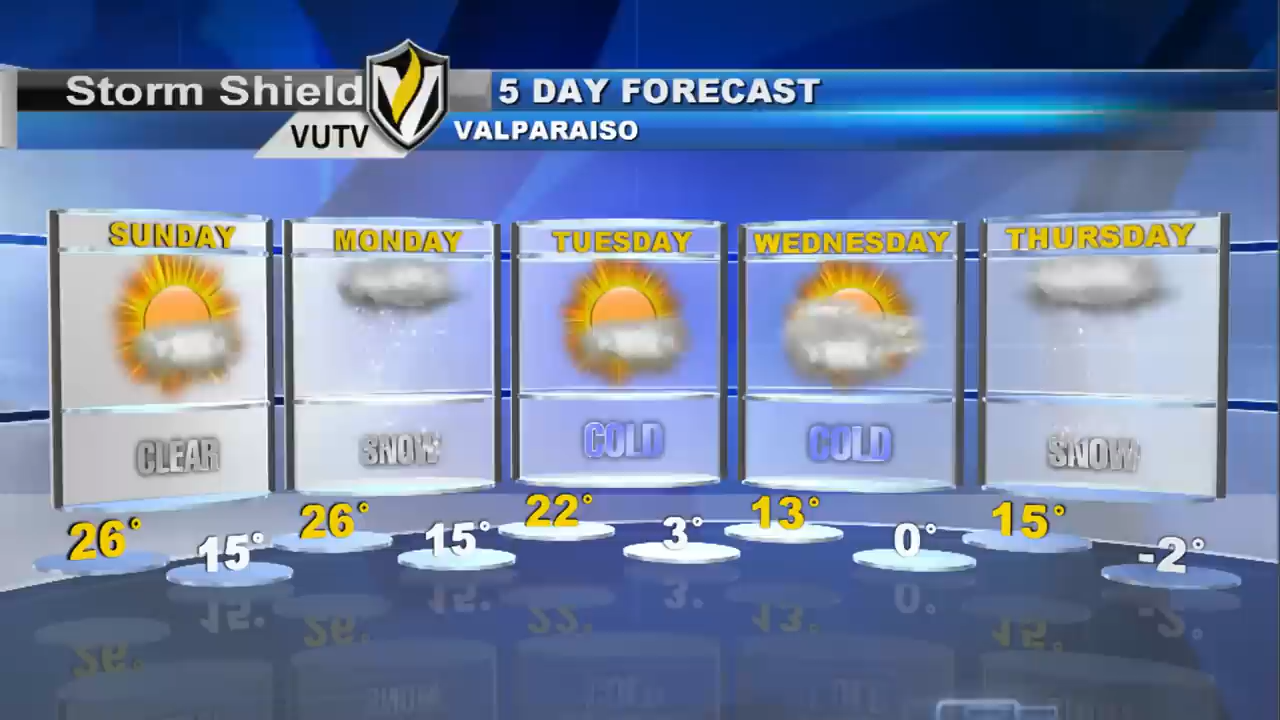 Storm Shield
VUTV
5 DAY FORECAST
VALPARAISO
SUNDAY
CLEAR
26° 15°
MONDAY
SNOW
26° 15°
TUESDAY
COLD
22° 3°
WEDNESDAY
COLD
13° 0°
THURSDAY
SNOW
15° -2°